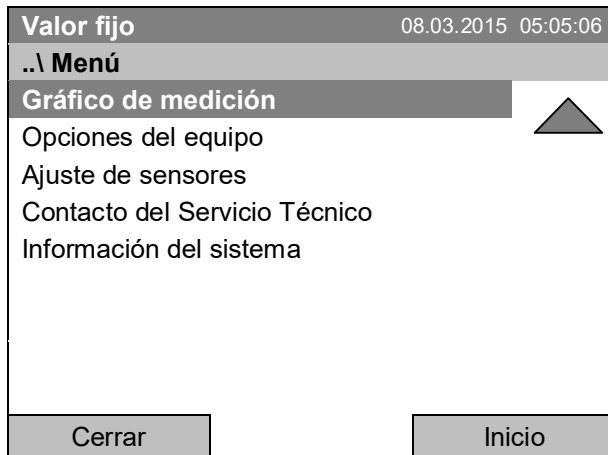 Valor fijo 08.03.2015 05:05:06
..\ Menú
Gráfico de medición
Opciones del equipo
Ajuste de sensores
Contacto del Servicio Técnico
Información del sistema
Cerrar Inicio